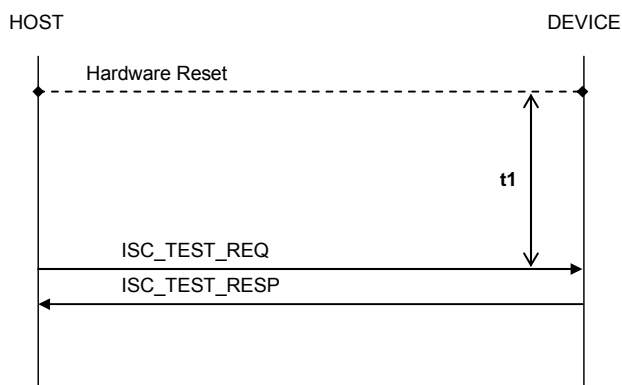 HOST
DEVICE
Hardware Reset
t1
ISC_TEST_REQ
ISC_TEST_RESP